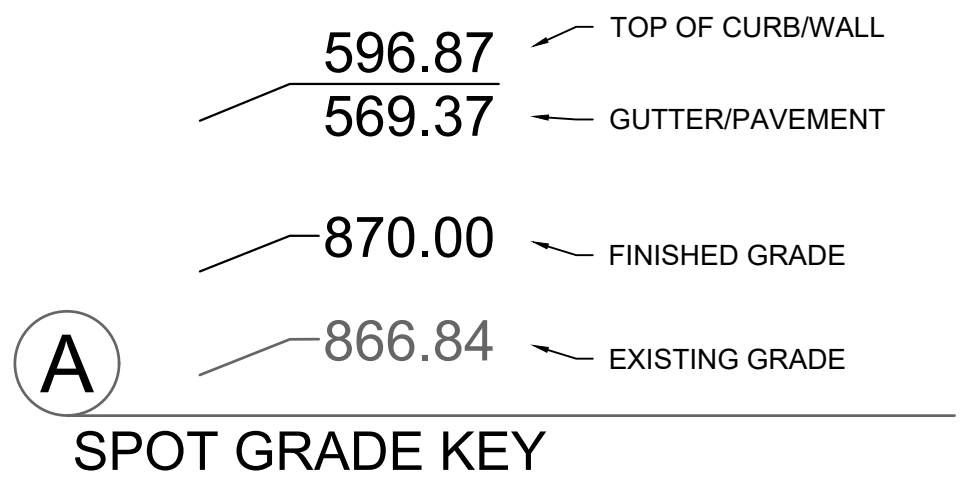 596.87 TOP OF CURB/WALL
569.37 GUTTER/PAVEMENT
870.00 FINISHED GRADE
866.84 EXISTING GRADE
A
SPOT GRADE KEY